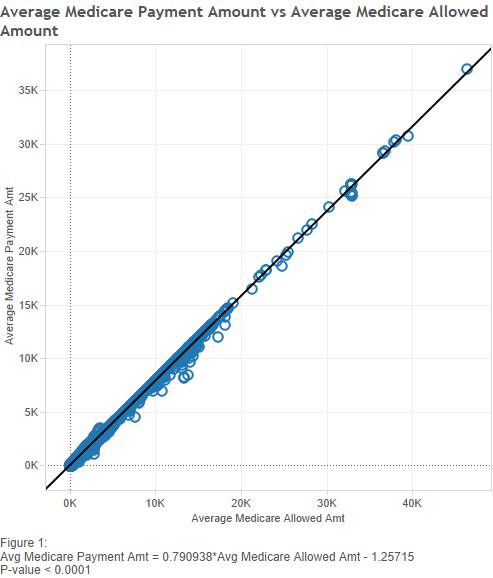 Average Medicare Payment Amount vs Average Medicare Allowed
Amount
35K
30K
25K
20K
15K
10K
5K
0K
Average Medicare Payment Amt
0K
10K
20K
30K
40K
Average Medicare Allowed Amt
Figure 1:
Avg Medicare Payment Amt = 0.790938*Avg Medicare Allowed Amt - 1.25715
P-value < 0.0001